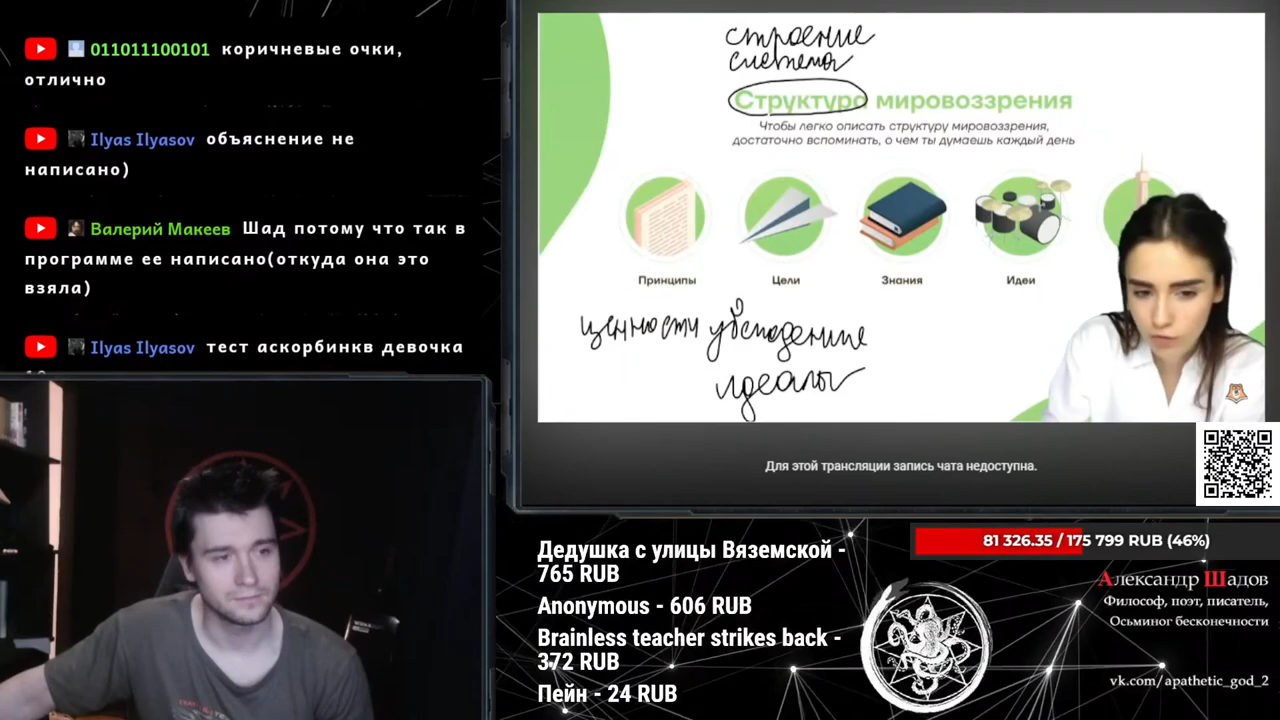 011011100101 коричневые очки,
отлично
Ilyas Ilyasov объяснение не
написано)
Валерий Макеев Шад потому что так в
программе ее написано(откуда она это
взяла)
Ilyas Ilyasov тест аскорбинкв девочка
строение
системы
Структура мировоззрения
Чтобы легко описать структуру мировоззрения,
достаточно вспоминать, о чем ты думаешь каждый день
Принципы
Цели
Знания
Идеи
ценности убеждение
идеалы
Для этой трансляции запись чата недоступна.
Дедушка с улицы Вяземской -
765 RUB
Anonymous - 606 RUB
Brainless teacher strikes back -
372 RUB
Пейн - 24 RUB
81 326.35 / 175 799 RUB (46%)
Александр Шадов
Философ, поэт, писатель,
Осьминог бесконечности
vk.com/apathetic_god_2